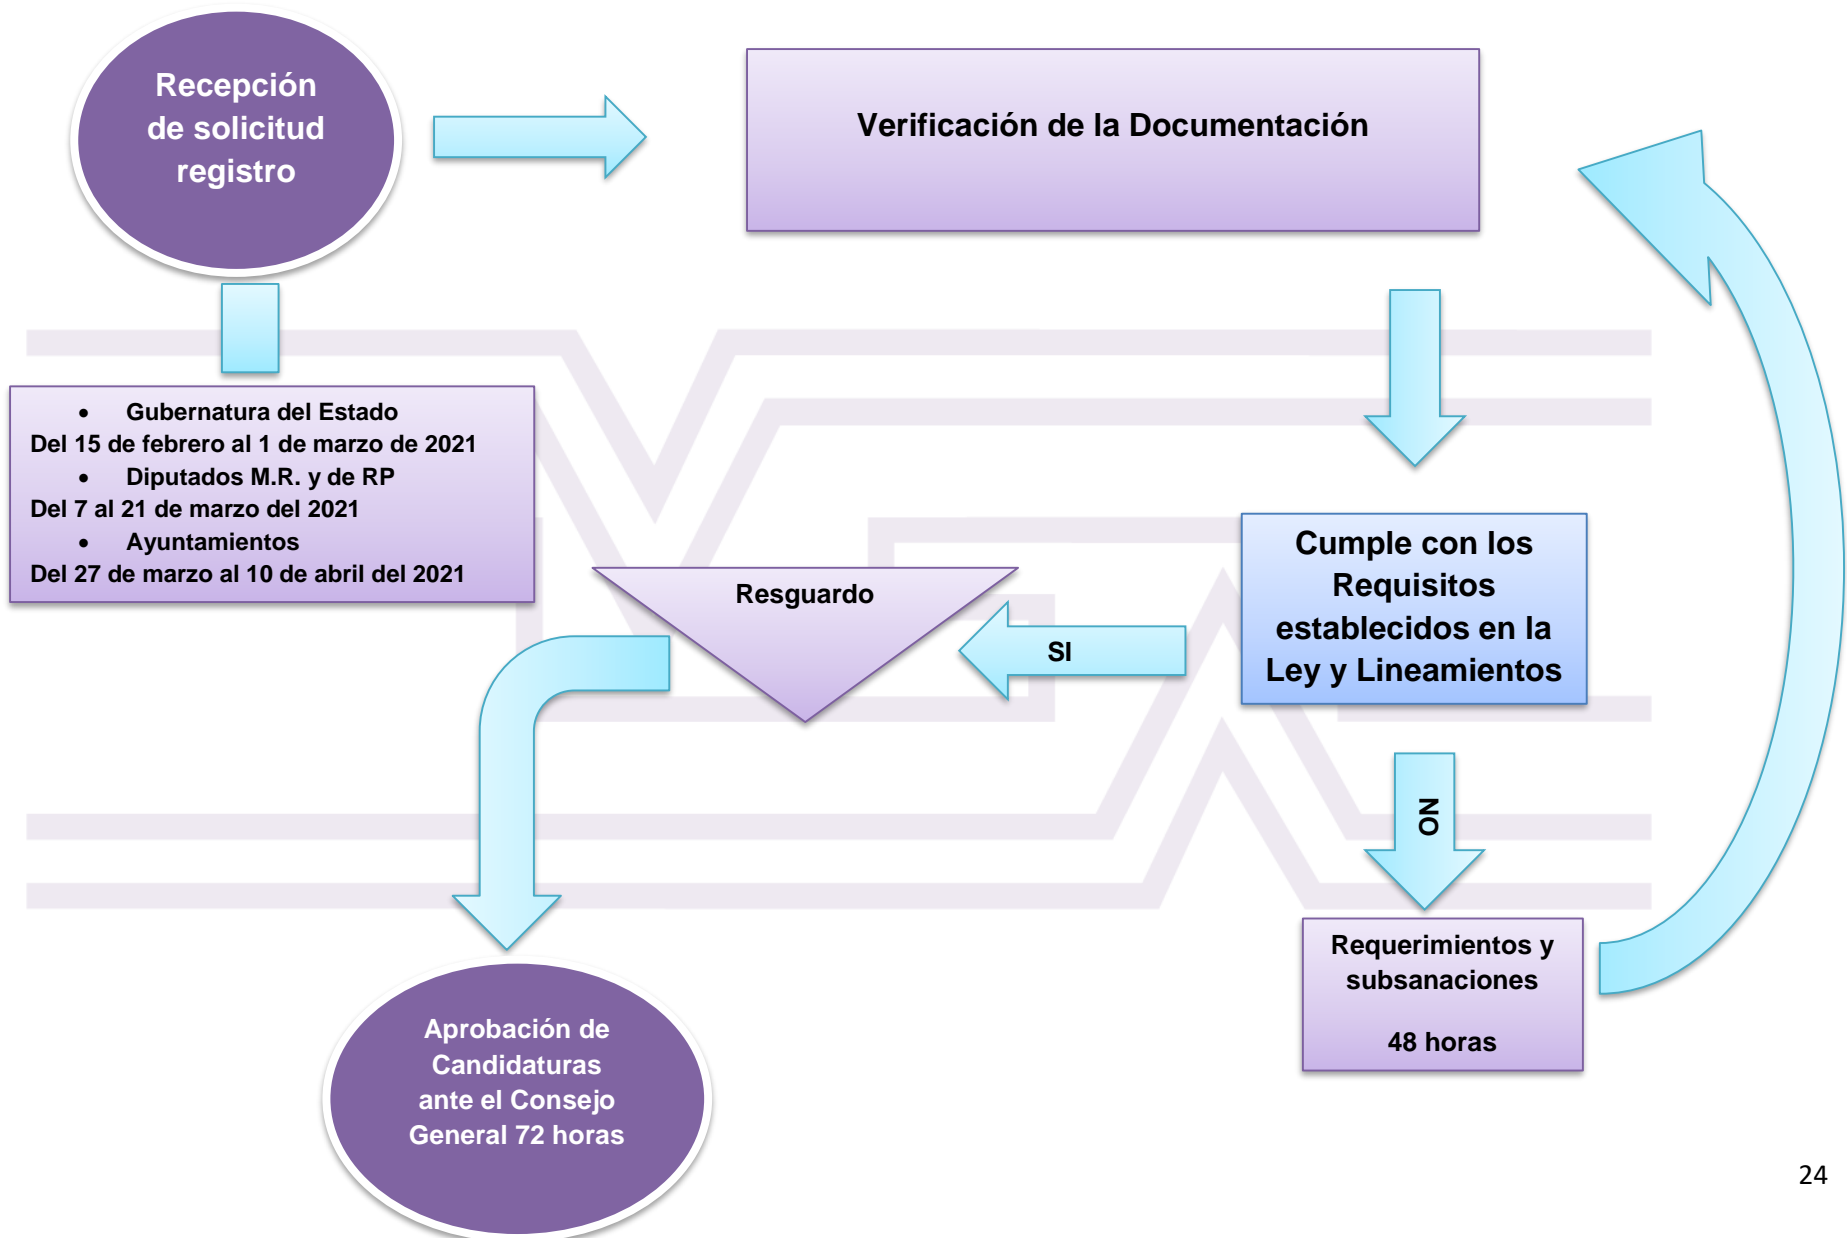 Recepción
de solicitud
registro
Verificación de la Documentación
• Gubernatura del Estado
Del 15 de febrero al 1 de marzo de 2021
• Diputados M.R. y de RP
Del 7 al 21 de marzo del 2021
• Ayuntamientos
Del 27 de marzo al 10 de abril del 2021
Cumple con los
Requisitos
establecidos en la
Ley y Lineamientos
SI
Resguardo
NO
Requerimientos y
subsanaciones
48 horas
Aprobación de
Candidaturas
ante el Consejo
General 72 horas
24